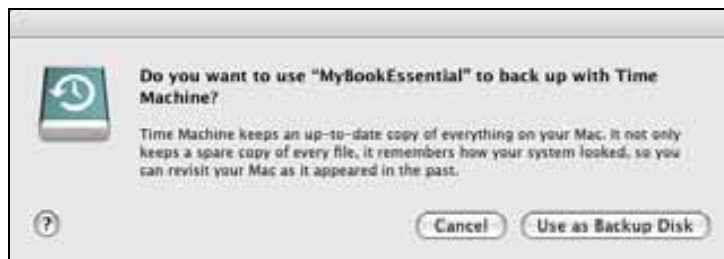 Do you want to use “MyBookEssential” to back up with Time
Machine?
Time Machine keeps an up-to-date copy of everything on your Mac. It not only
keeps a spare copy of every file, it remembers how your system looked, so you
can revisit your Mac as it appeared in the past.
?
Cancel
Use as Backup Disk